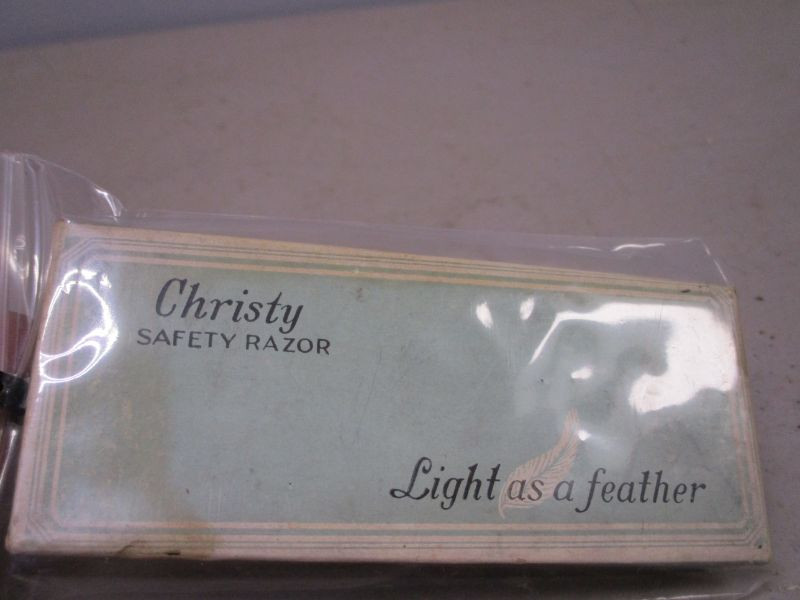 Christy
SAFETY RAZOR
Light as a feather